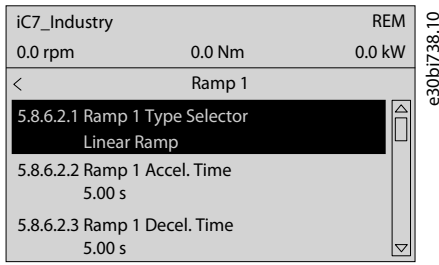 iC7_Industry REM
0.0 rpm 0.0 Nm 0.0 kW
< Ramp 1
5.8.6.2.1 Ramp 1 Type Selector
Linear Ramp
5.8.6.2.2 Ramp 1 Accel. Time
5.00 s
5.8.6.2.3 Ramp 1 Decel. Time
5.00 s
e30bi738.10